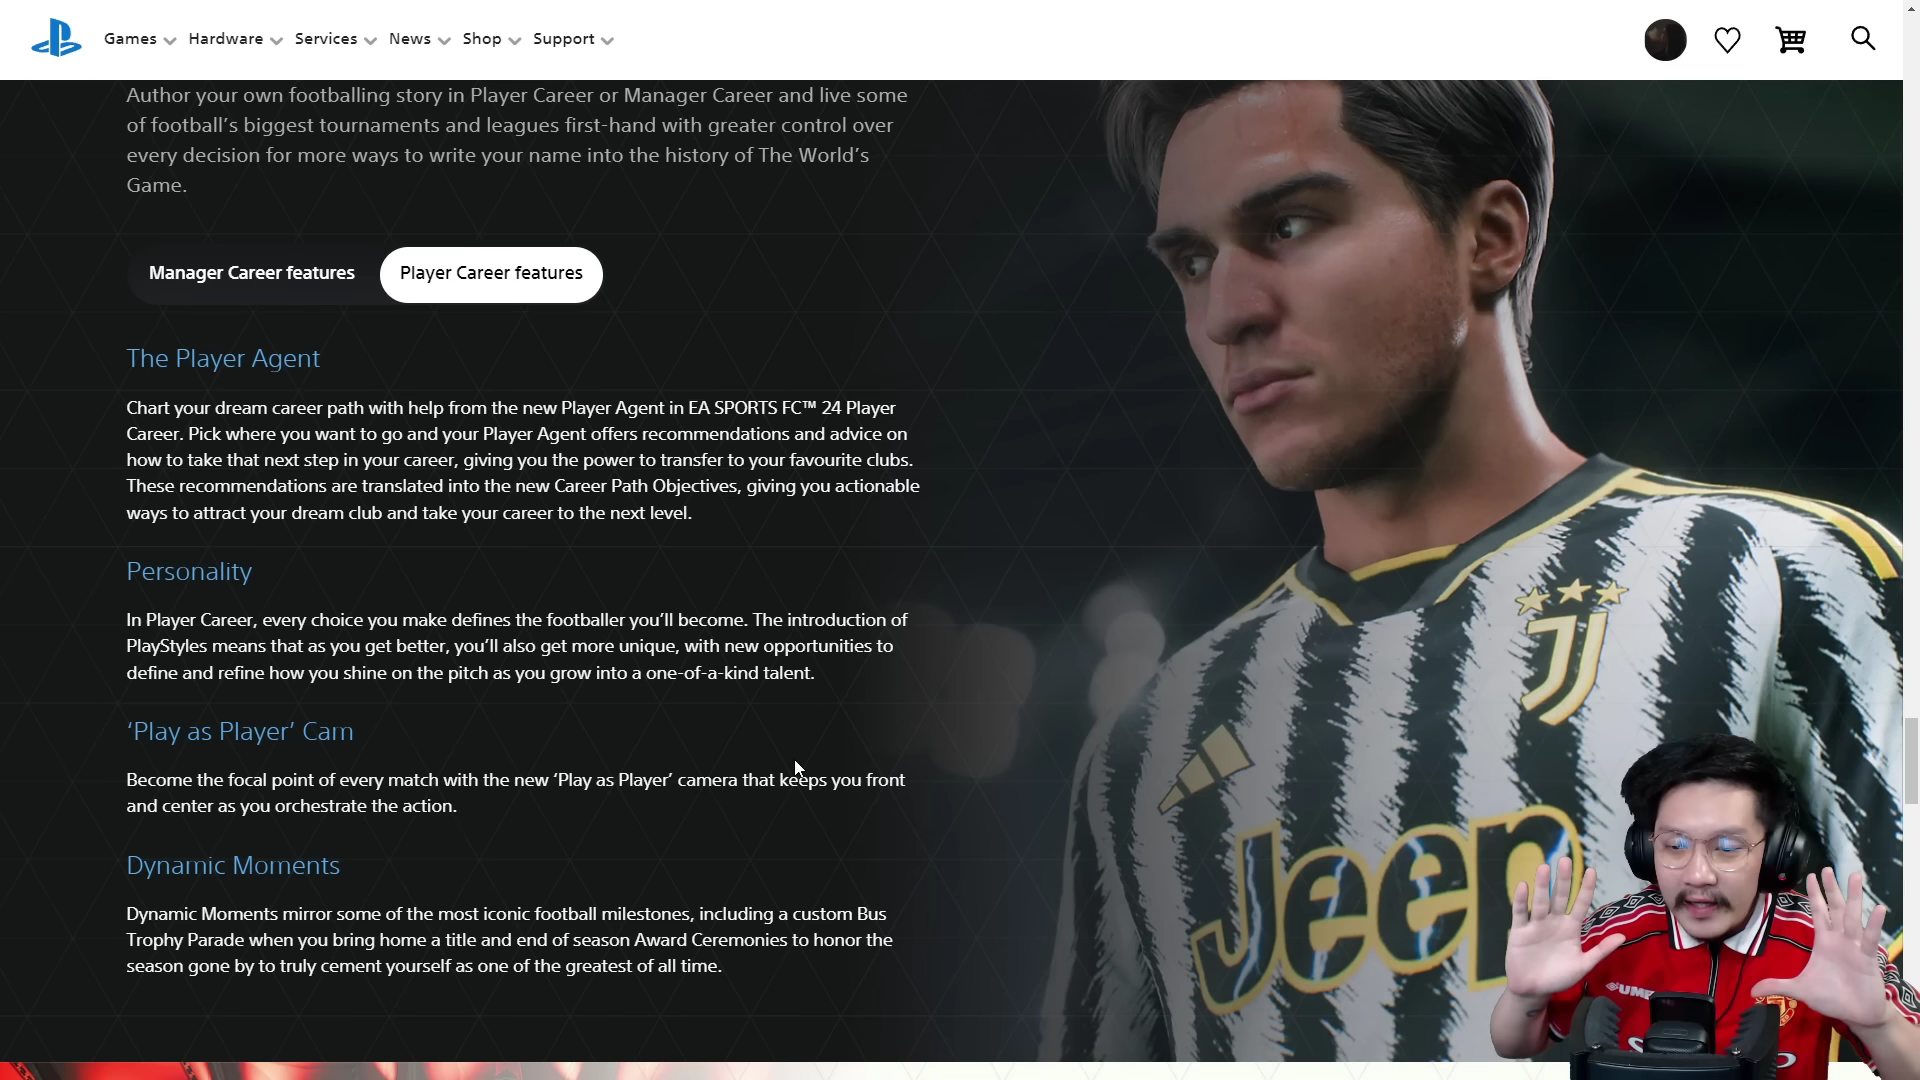 Games Hardware Services News Shop Support
Author your own footballing story in Player Career or Manager Career and live some
of football’s biggest tournaments and leagues first-hand with greater control over
every decision for more ways to write your name into the history of The World’s
Game.
Manager Career features Player Career features
The Player Agent
Chart your dream career path with help from the new Player Agent in EA SPORTS FC™ 24 Player
Career. Pick where you want to go and your Player Agent offers recommendations and advice on
how to take that next step in your career, giving you the power to transfer to your favourite clubs.
These recommendations are translated into the new Career Path Objectives, giving you actionable
ways to attract your dream club and take your career to the next level.
Personality
In Player Career, every choice you make defines the footballer you’ll become. The introduction of
PlayStyles means that as you get better, you’ll also get more unique, with new opportunities to
define and refine how you shine on the pitch as you grow into a one-of-a-kind talent.
‘Play as Player’ Cam
Become the focal point of every match with the new ‘Play as Player’ camera that keeps you front
and center as you orchestrate the action.
Dynamic Moments
Dynamic Moments mirror some of the most iconic football milestones, including a custom Bus
Trophy Parade when you bring home a title and end of season Award Ceremonies to honor the
season gone by to truly cement yourself as one of the greatest of all time.
Jeep